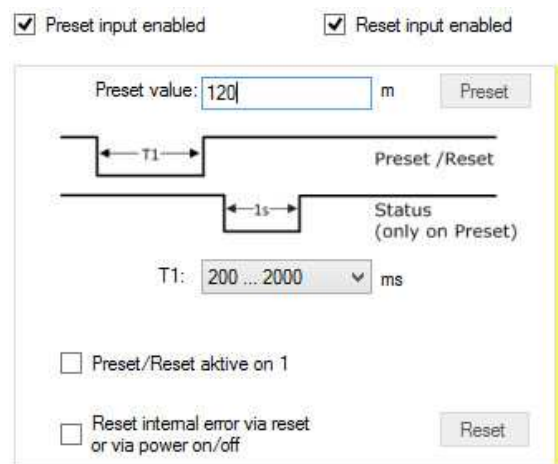 Preset input enabled Reset input enabled
Preset value: 120 m Preset
T1
Preset /Reset
1s
Status
(only on Preset)
T1: 200 ... 2000 ms
Preset/Reset aktive on 1
Reset internal error via reset
or via power on/off
Reset